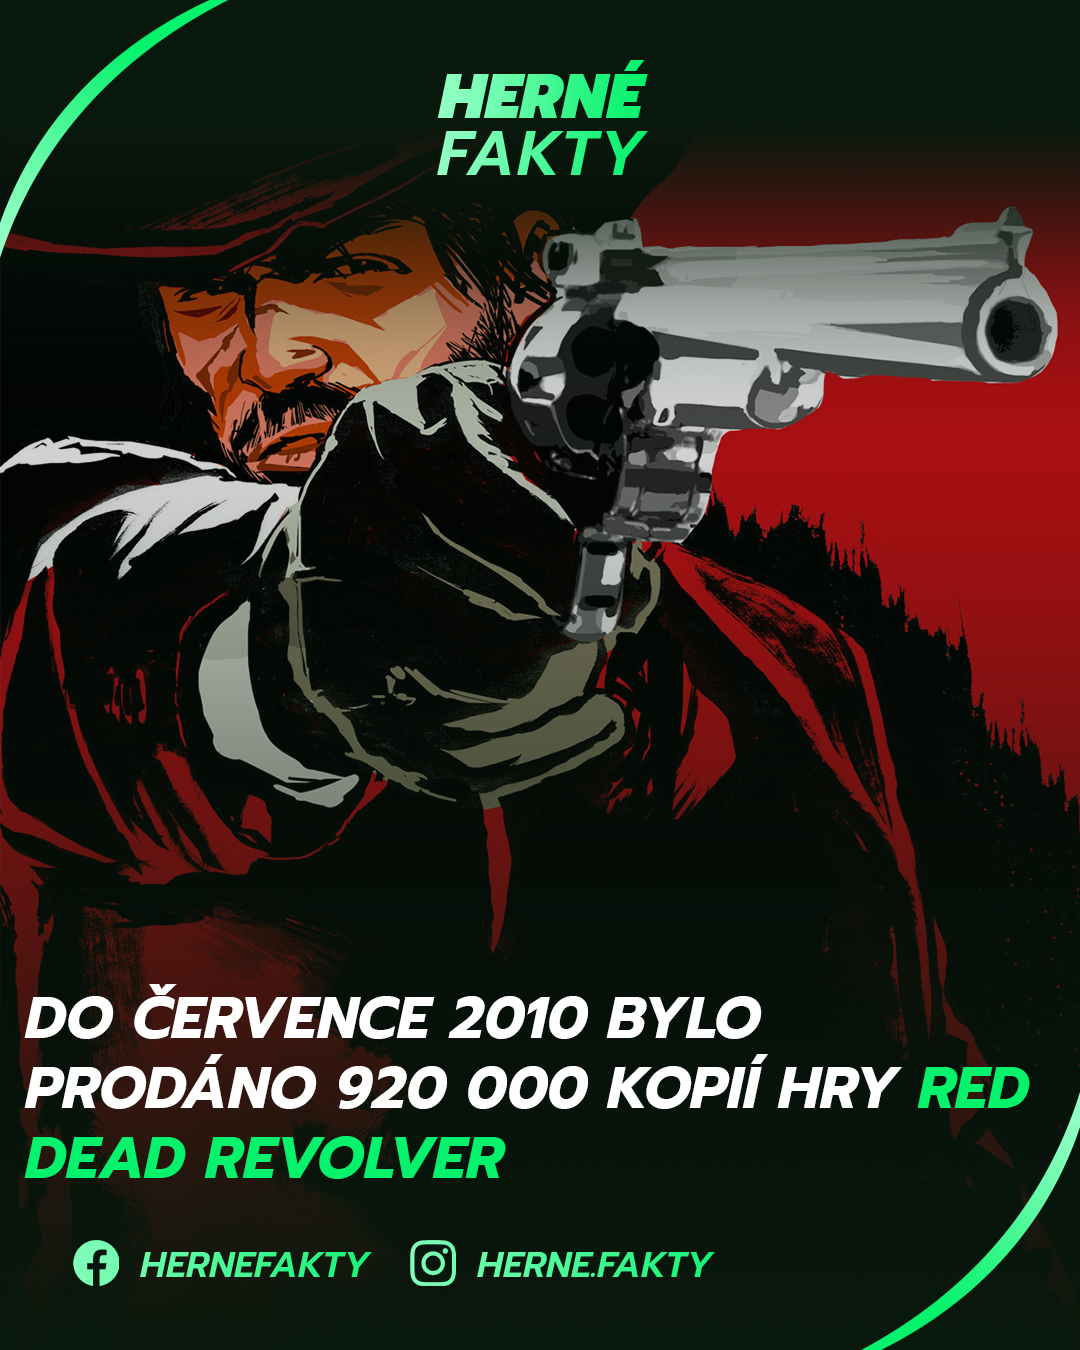 HERNÉ
FAKTY
DO ČERVENCE 2010 BYLO
PRODÁNO 920 000 KOPIÍ HRY RED
DEAD REVOLVER
HERNEFAKTY HERNE.FAKTY